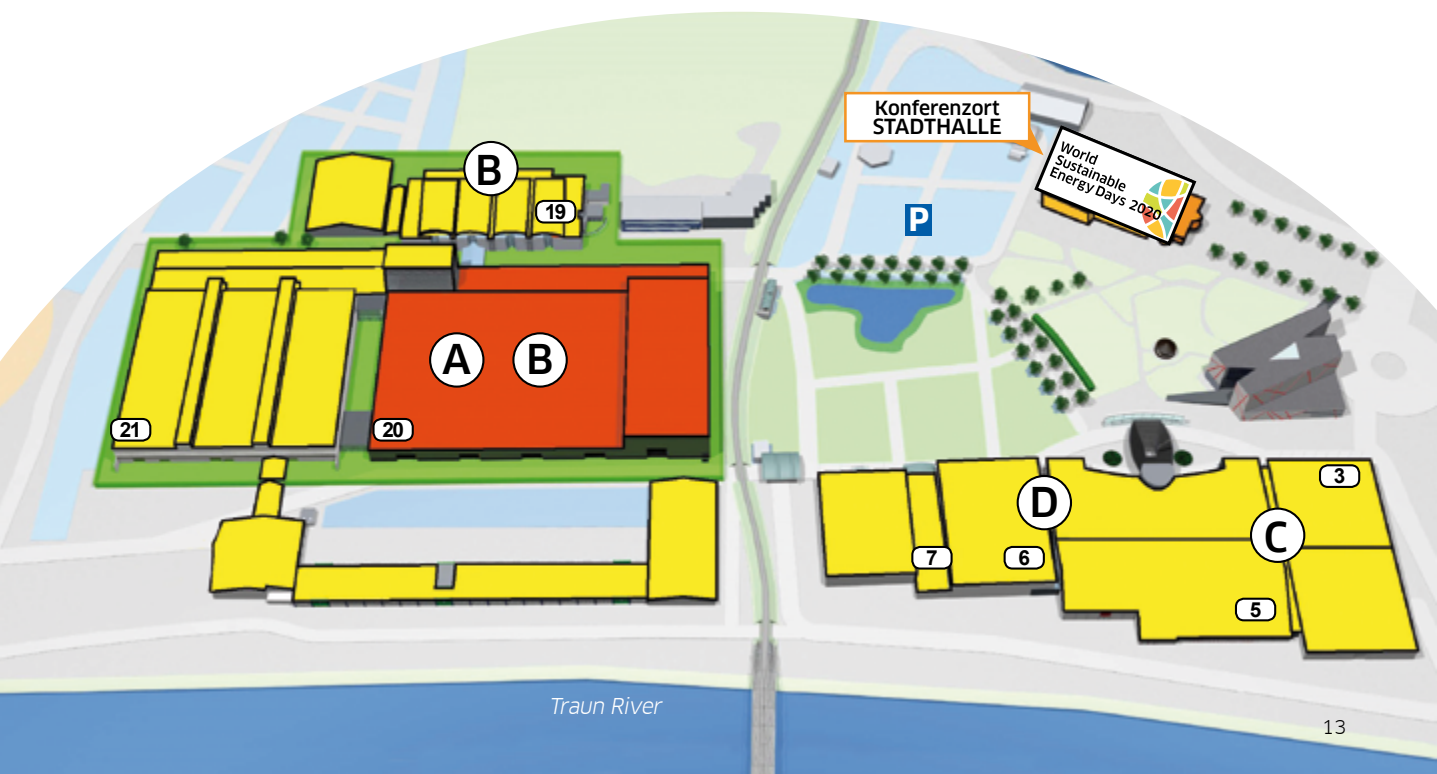 Konferenzort
STADTHALLE
World
Sustainable
Energy Days 2020
B
19
P
A B
21
20
3
D
C
7
6
5
Traun River
13